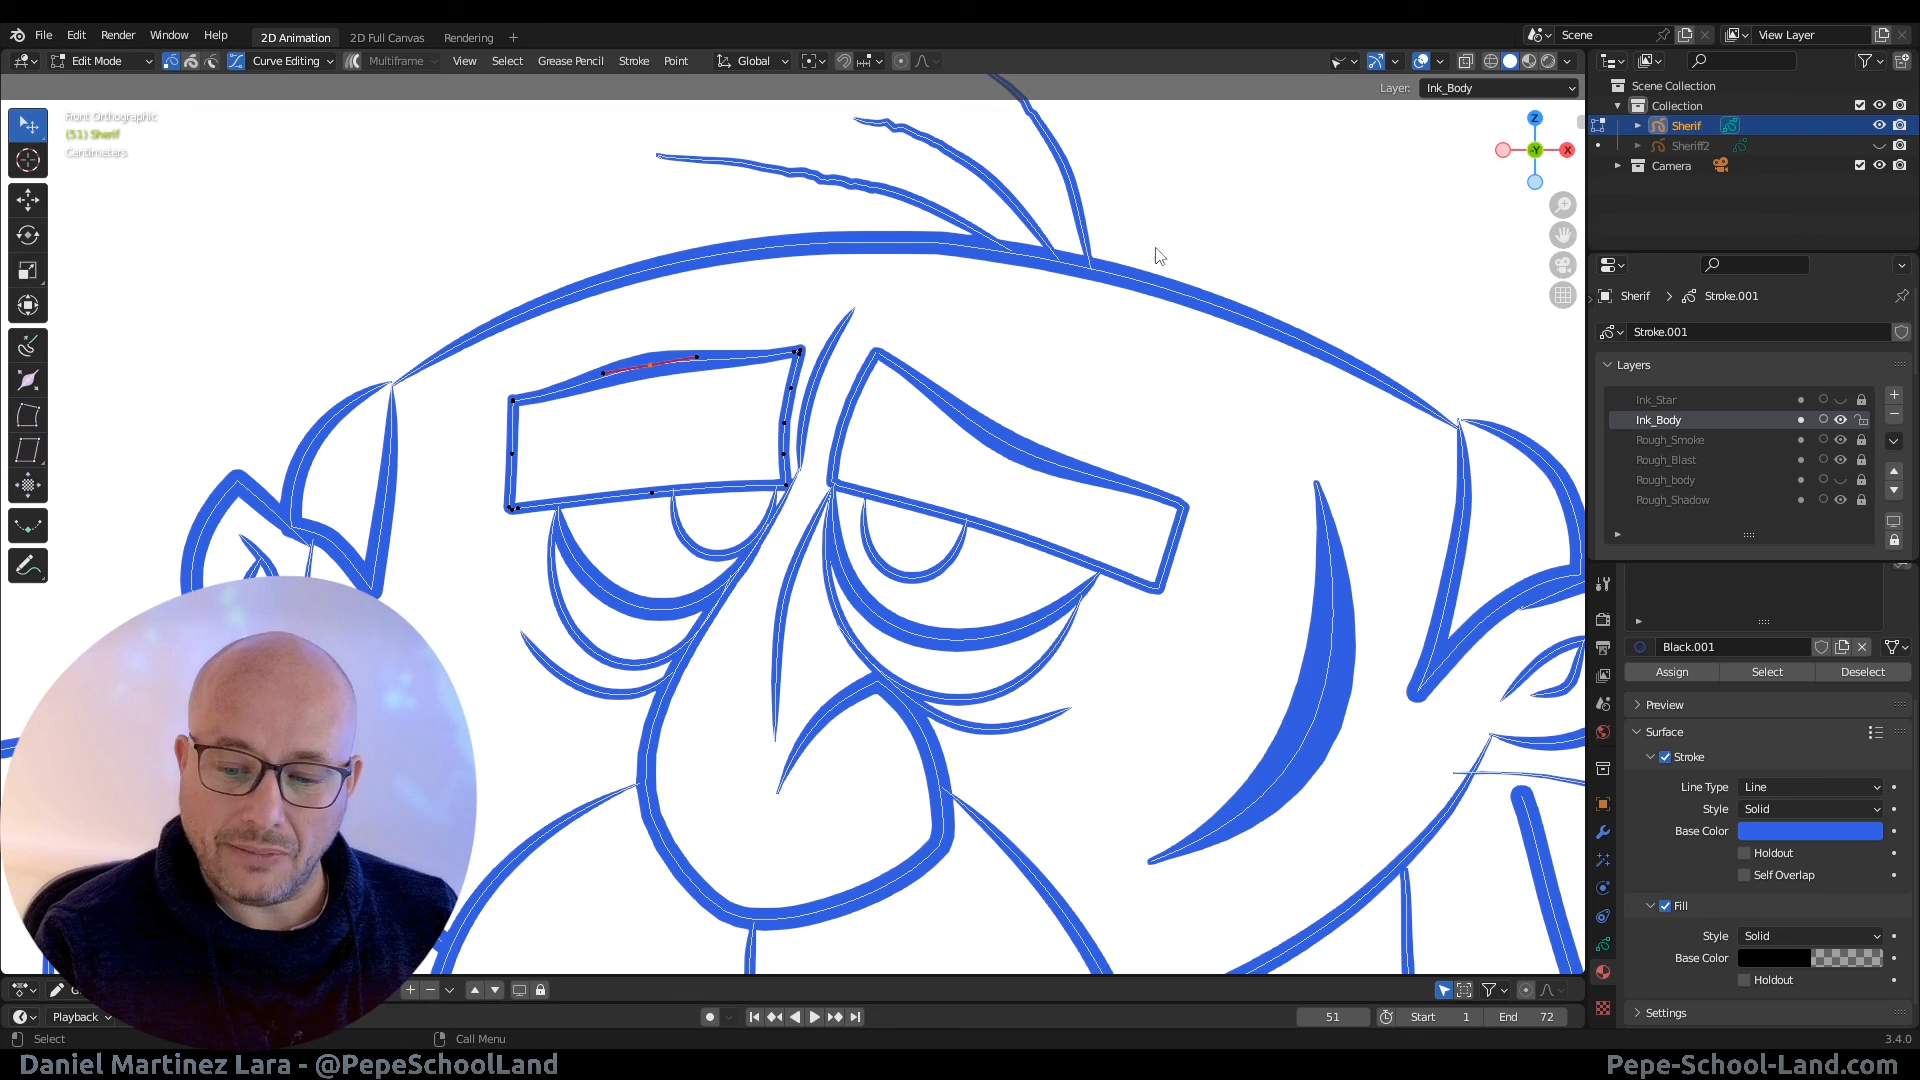 File Edit Render Window Help 2D Animation 2D Full Canvas Rendering + Scene View Layer
Edit Mode Curve Editing Multiframe View Select Grease Pencil Stroke Point Global
Layer: Ink_Body
Front Orthographic
(51) Sherif
Centimeters
Z
-Y
X
Scene Collection
Collection
Sherif
Sheriff2
Camera
Sherif > Stroke.001
Stroke.001
Layers
Ink_Star
Ink_Body
Rough_Smoke
Rough_Blast
Rough_body
Rough_Shadow
Black.001
Assign Select Deselect
Preview
Surface
Stroke
Line Type Line
Style Solid
Base Color
Holdout
Self Overlap
Fill
Style Solid
Base Color
Holdout
Settings
Playback 51 Start 1 End 72
Select Call Menu 3.4.0
Daniel Martinez Lara - @PepeSchoolLand
Pepe-School-Land.com